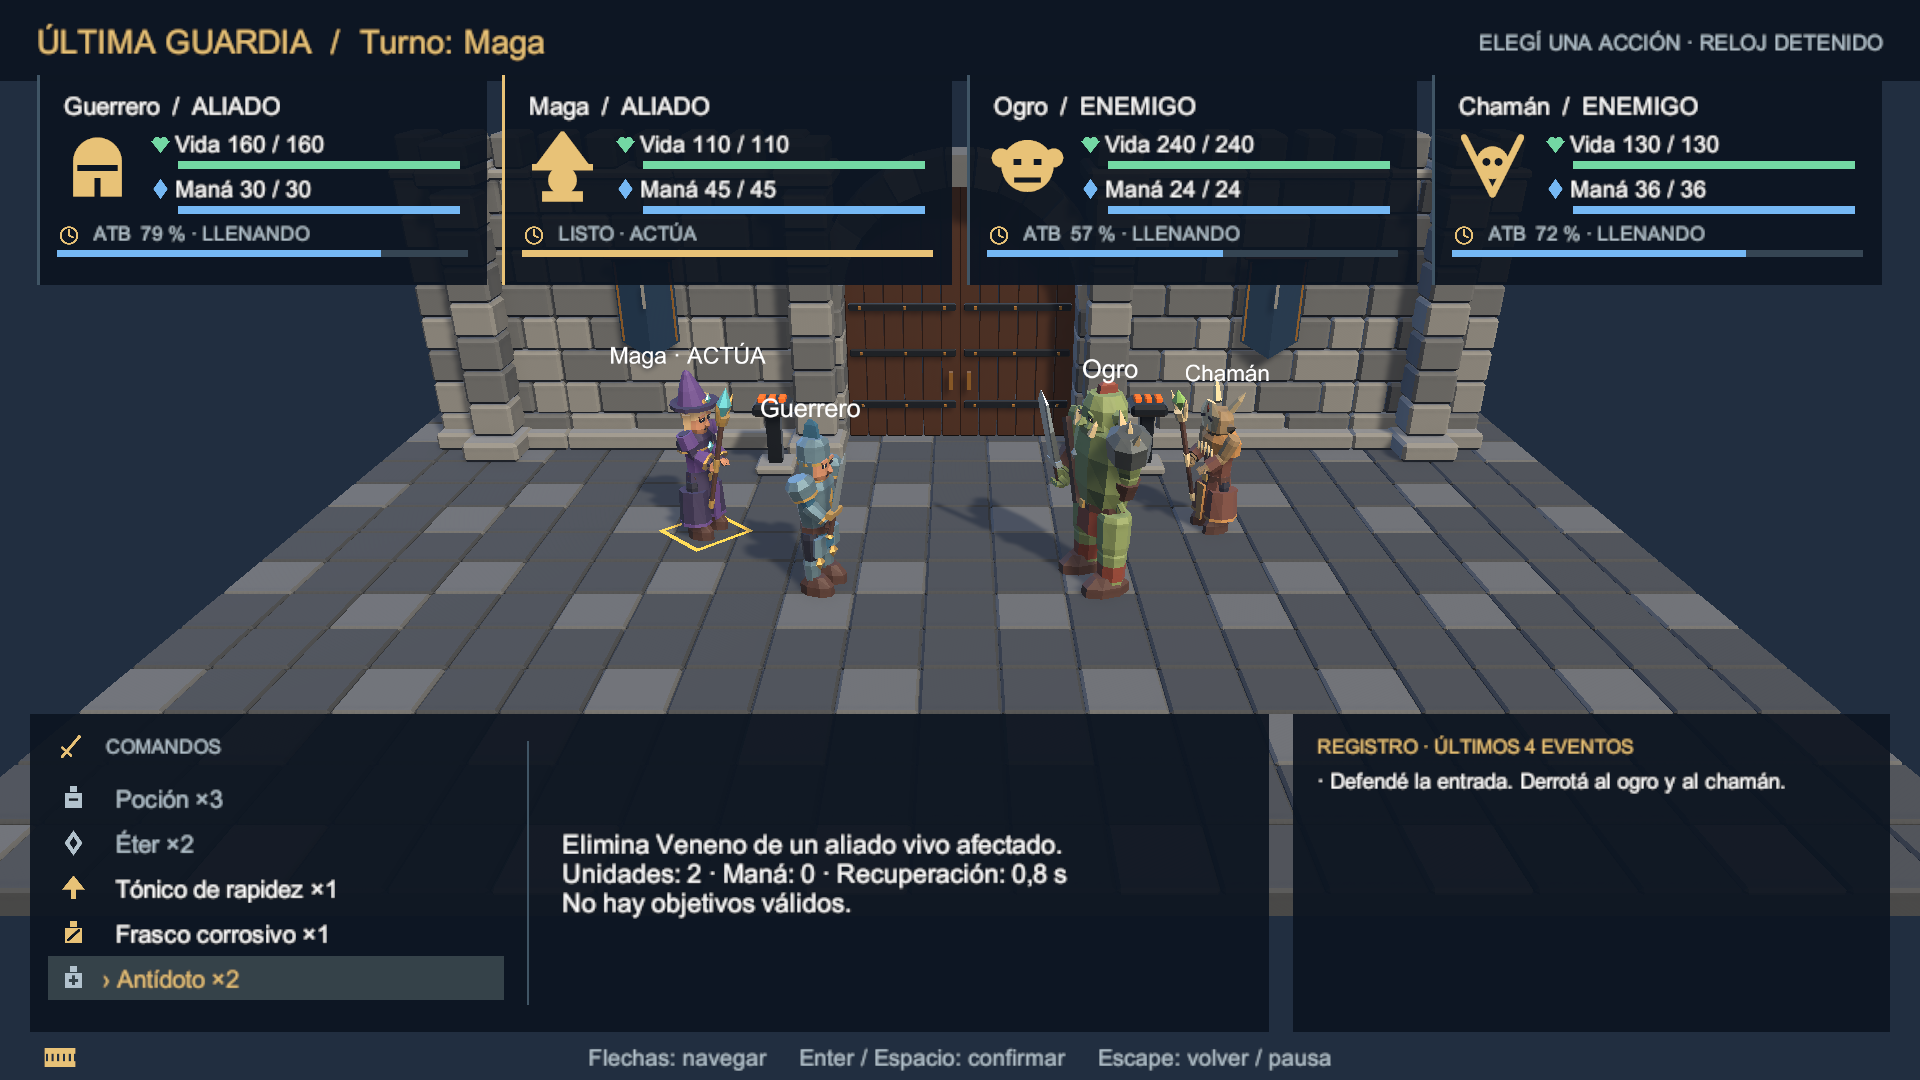 ÚLTIMA GUARDIA / Turno: Maga
ELEGÍ UNA ACCIÓN · RELOJ DETENIDO
Guerrero / ALIADO
Vida 160 / 160
Maná 30 / 30
ATB 79 % · LLENANDO
Maga / ALIADO
Vida 110 / 110
Maná 45 / 45
LISTO · ACTÚA
Ogro / ENEMIGO
Vida 240 / 240
Maná 24 / 24
ATB 57 % · LLENANDO
Chamán / ENEMIGO
Vida 130 / 130
Maná 36 / 36
ATB 72 % · LLENANDO
Maga · ACTÚA
Guerrero
Ogro
Chamán
COMANDOS
Poción ×3
Éter ×2
Tónico de rapidez ×1
Frasco corrosivo ×1
› Antídoto ×2
Elimina Veneno de un aliado vivo afectado.
Unidades: 2 · Maná: 0 · Recuperación: 0,8 s
No hay objetivos válidos.
REGISTRO · ÚLTIMOS 4 EVENTOS
· Defendé la entrada. Derrotá al ogro y al chamán.
Flechas: navegar Enter / Espacio: confirmar Escape: volver / pausa